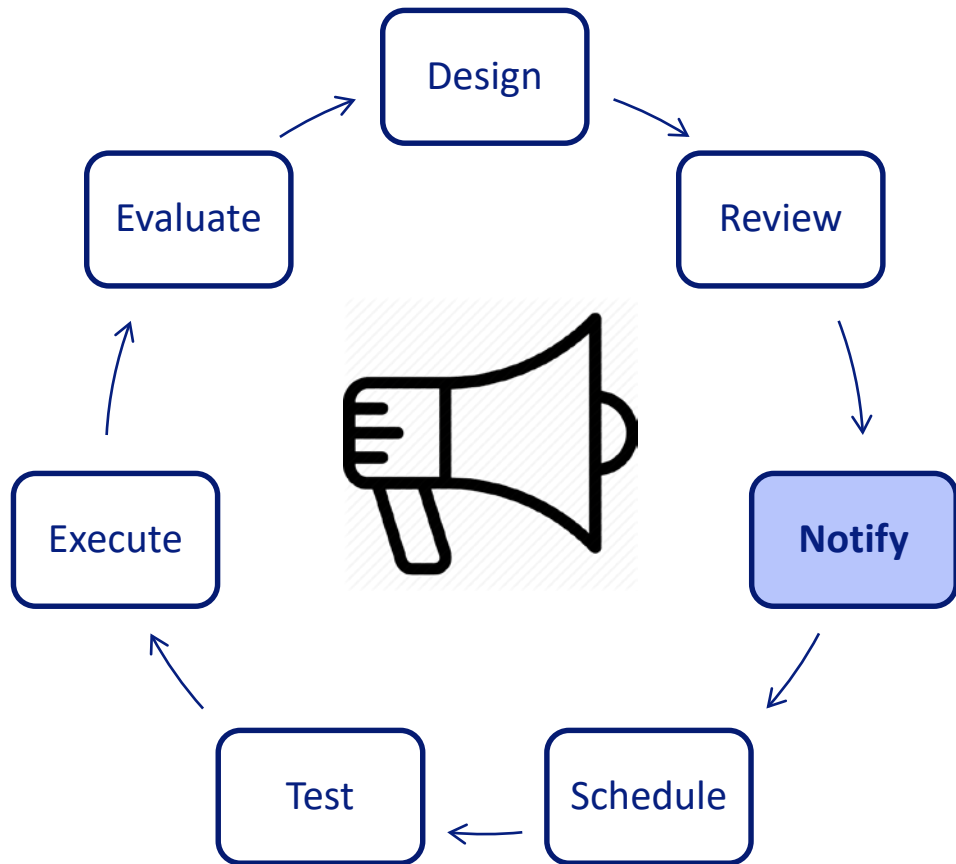 Design
Review
Notify
Schedule
Test
Execute
Evaluate